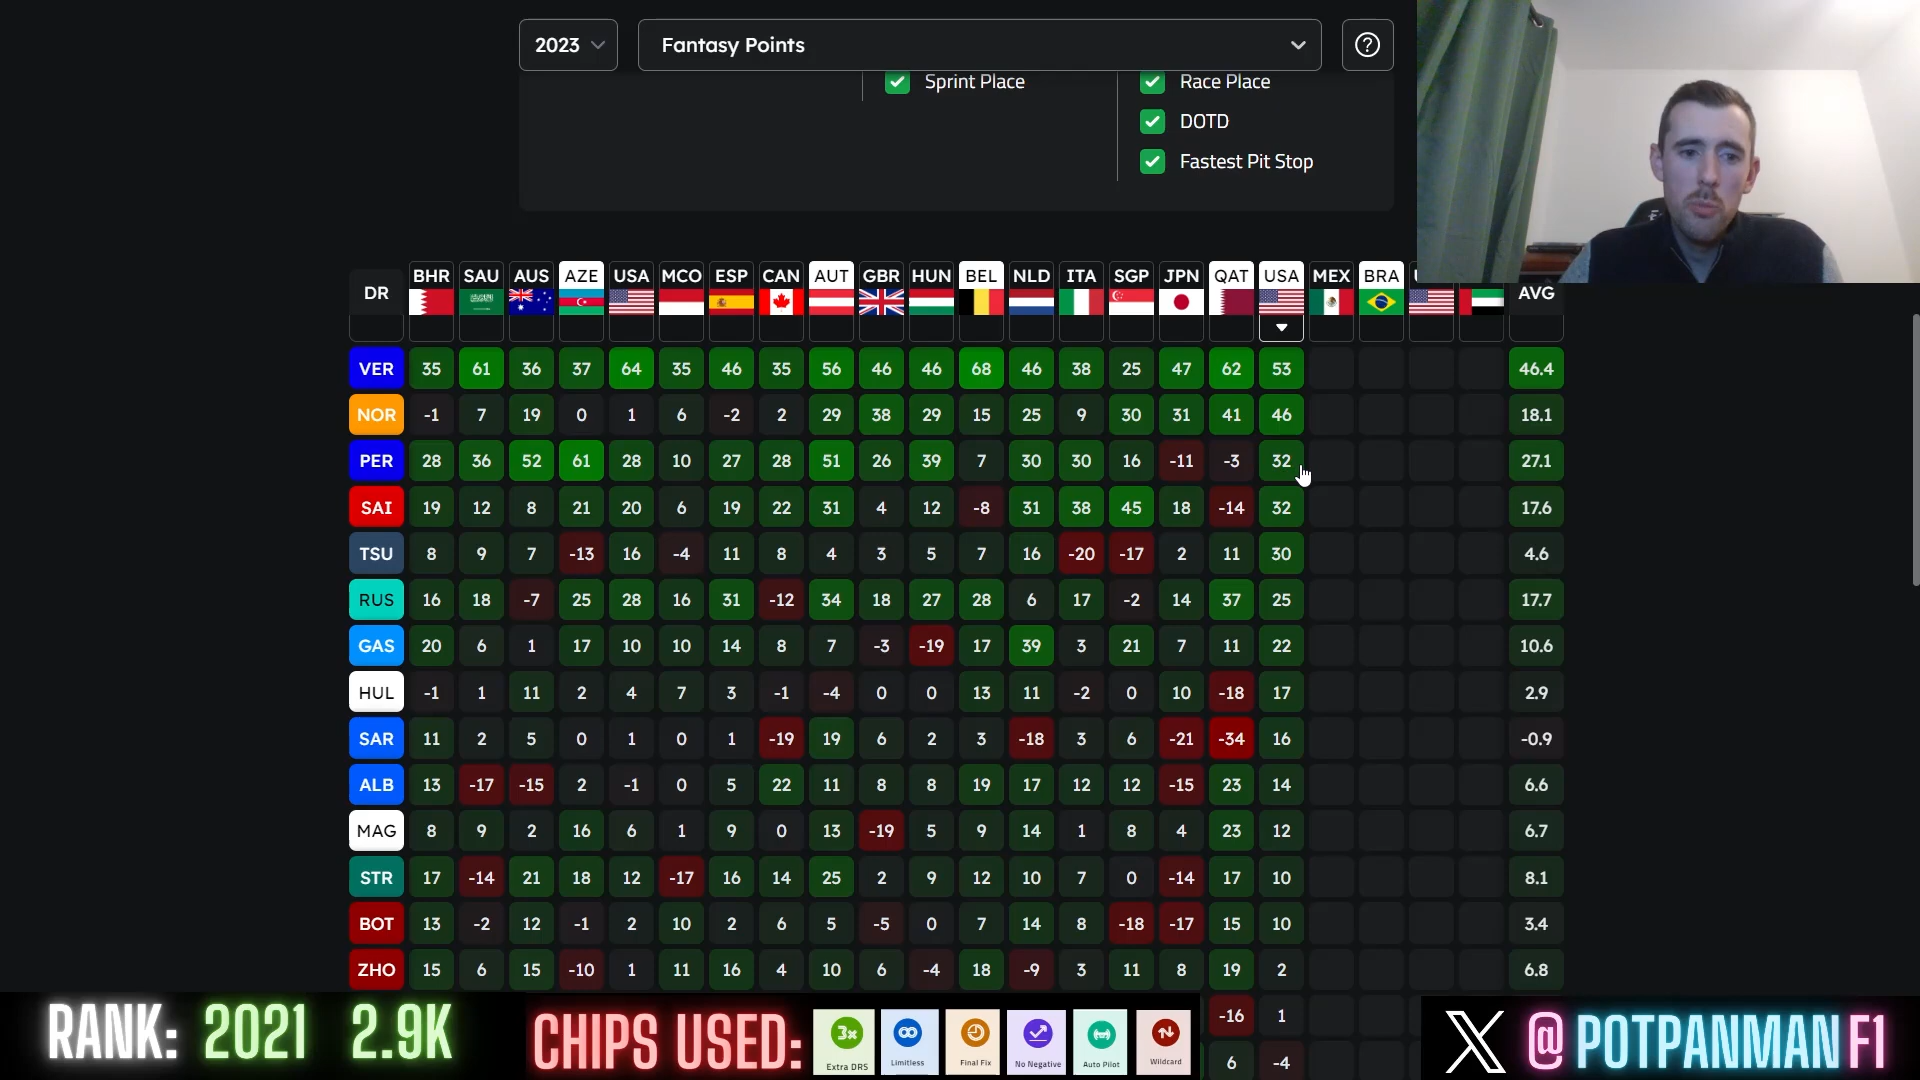 2023 Fantasy Points ?
Sprint Place Race Place
DOTD
Fastest Pit Stop
DR BHR SAU AUS AZE USA MCO ESP CAN AUT GBR HUN BEL NLD ITA SGP JPN QAT USA MEX BRA AVG
VER 35 61 36 37 64 35 46 35 56 46 46 68 46 38 25 47 62 53 46.4
NOR -1 7 19 0 1 6 -2 2 29 38 29 15 25 9 30 31 41 46 18.1
PER 28 36 52 61 28 10 27 28 51 26 39 7 30 30 16 -11 -3 32 27.1
SAI 19 12 8 21 20 6 19 22 31 4 12 -8 31 38 45 18 -14 32 17.6
TSU 8 9 7 -13 16 -4 11 8 4 3 5 7 16 -20 -17 2 11 30 4.6
RUS 16 18 -7 25 28 16 31 -12 34 18 27 28 6 17 -2 14 37 25 17.7
GAS 20 6 1 17 10 10 14 8 7 -3 -19 17 39 3 21 7 11 22 10.6
HUL -1 1 11 2 4 7 3 -1 -4 0 0 13 11 -2 0 10 -18 17 2.9
SAR 11 2 5 0 1 0 1 -19 19 6 2 3 -18 3 6 -21 -34 16 -0.9
ALB 13 -17 -15 2 -1 0 5 22 11 8 8 19 17 12 12 -15 23 14 6.6
MAG 8 9 2 16 6 1 9 0 13 -19 5 9 14 1 8 4 23 12 6.7
STR 17 -14 21 18 12 -17 16 14 25 2 9 12 10 7 0 -14 17 10 8.1
BOT 13 -2 12 -1 2 10 2 6 5 -5 0 7 14 8 -18 -17 15 10 3.4
ZHO 15 6 15 -10 1 11 16 4 10 6 -4 18 -9 3 11 8 19 2 6.8
-16 1
6 -4
RANK: 2021 2.9K CHIPS USED: X @POTPANMANF1
3x
Extra DRS Limitless Final Fix No Negative Auto Pilot Wildcard